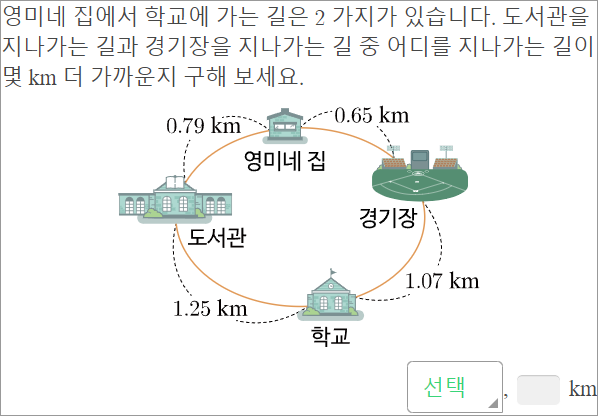 영미네 집에서 학교에 가는 길은 2 가지가 있습니다. 도서관을
지나가는 길과 경기장을 지나가는 길 중 어디를 지나가는 길이
몇 km 더 가까운지 구해 보세요.
0.79 km
0.65 km
영미네 집
경기장
도서관
1.07 km
1.25 km
학교
선택 , km